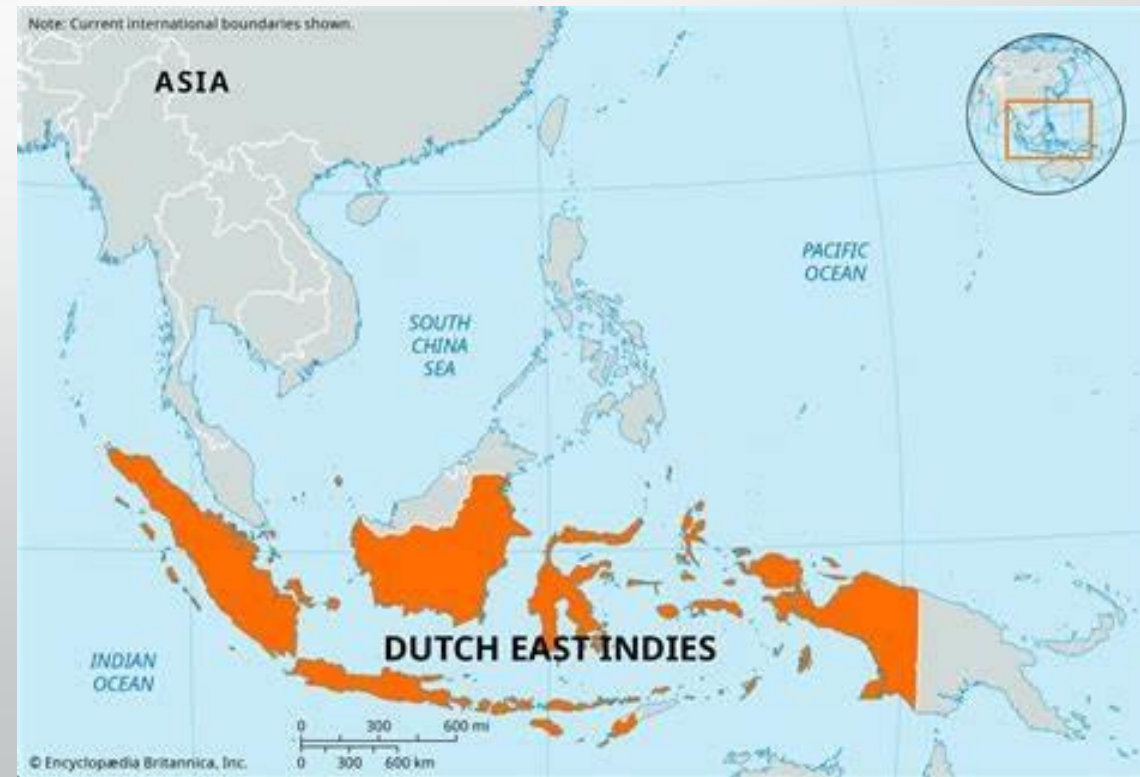 Note: Current international boundaries shown.
ASIA
PACIFIC
OCEAN
SOUTH
CHINA
SEA
DUTCH EAST INDIES
INDIAN
OCEAN
0 300 600 mi
0 300 600 km
© Encyclopædia Britannica, Inc.